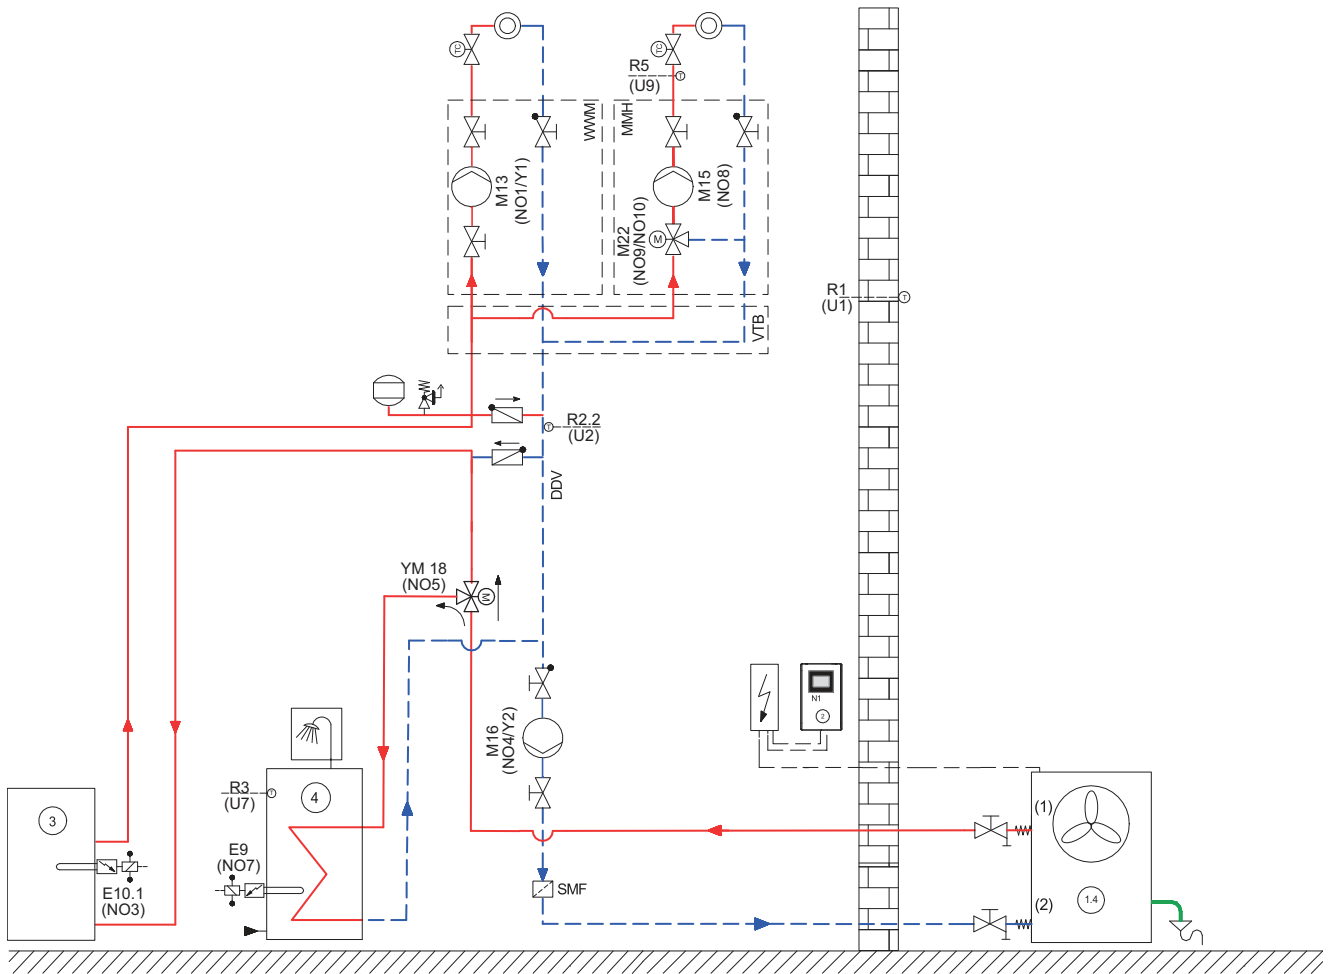 TC
TC
R5
(U9)
T
WWM
MMH
M13
(NO1/Y1)
M15
(NO8)
M22
(NO9/NO10)
M
R1
(U1)
T
VTB
R2.2
(U2)
T
DDV
YM 18
(NO5)
M
M16
(NO4/Y2)
N1
2
R3
(U7)
T
4
3
(1)
E9
(NO7)
E10.1
(NO3)
SMF
1.4
(2)